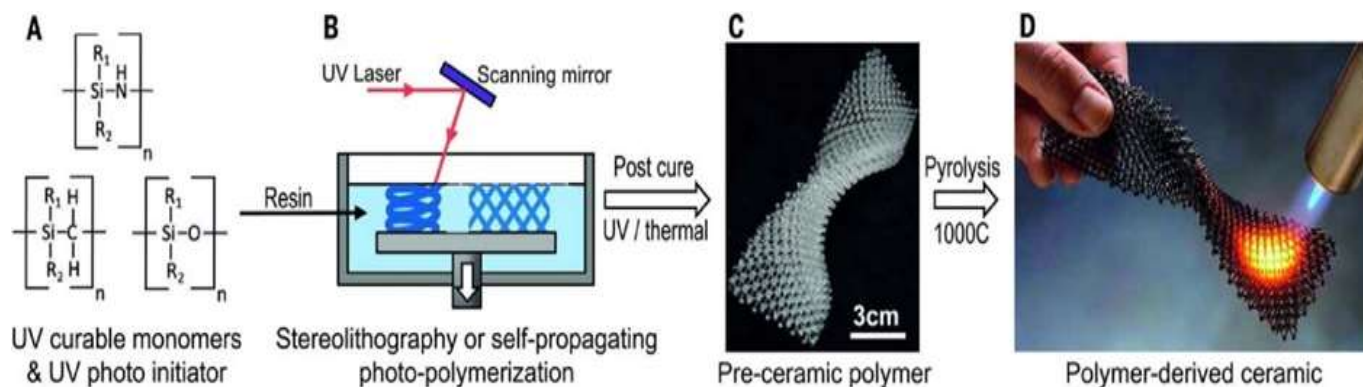 A
R1
H
Si
N
R2
n
R1
H
Si
C
R2
H
n
R1
Si
O
R2
n
UV curable monomers
& UV photo initiator
B
UV Laser
Scanning mirror
Resin
Stereolithography or self-propagating
photo-polymerization
Post cure
UV / thermal
C
3cm
Pre-ceramic polymer
Pyrolysis
1000C
D
Polymer-derived ceramic